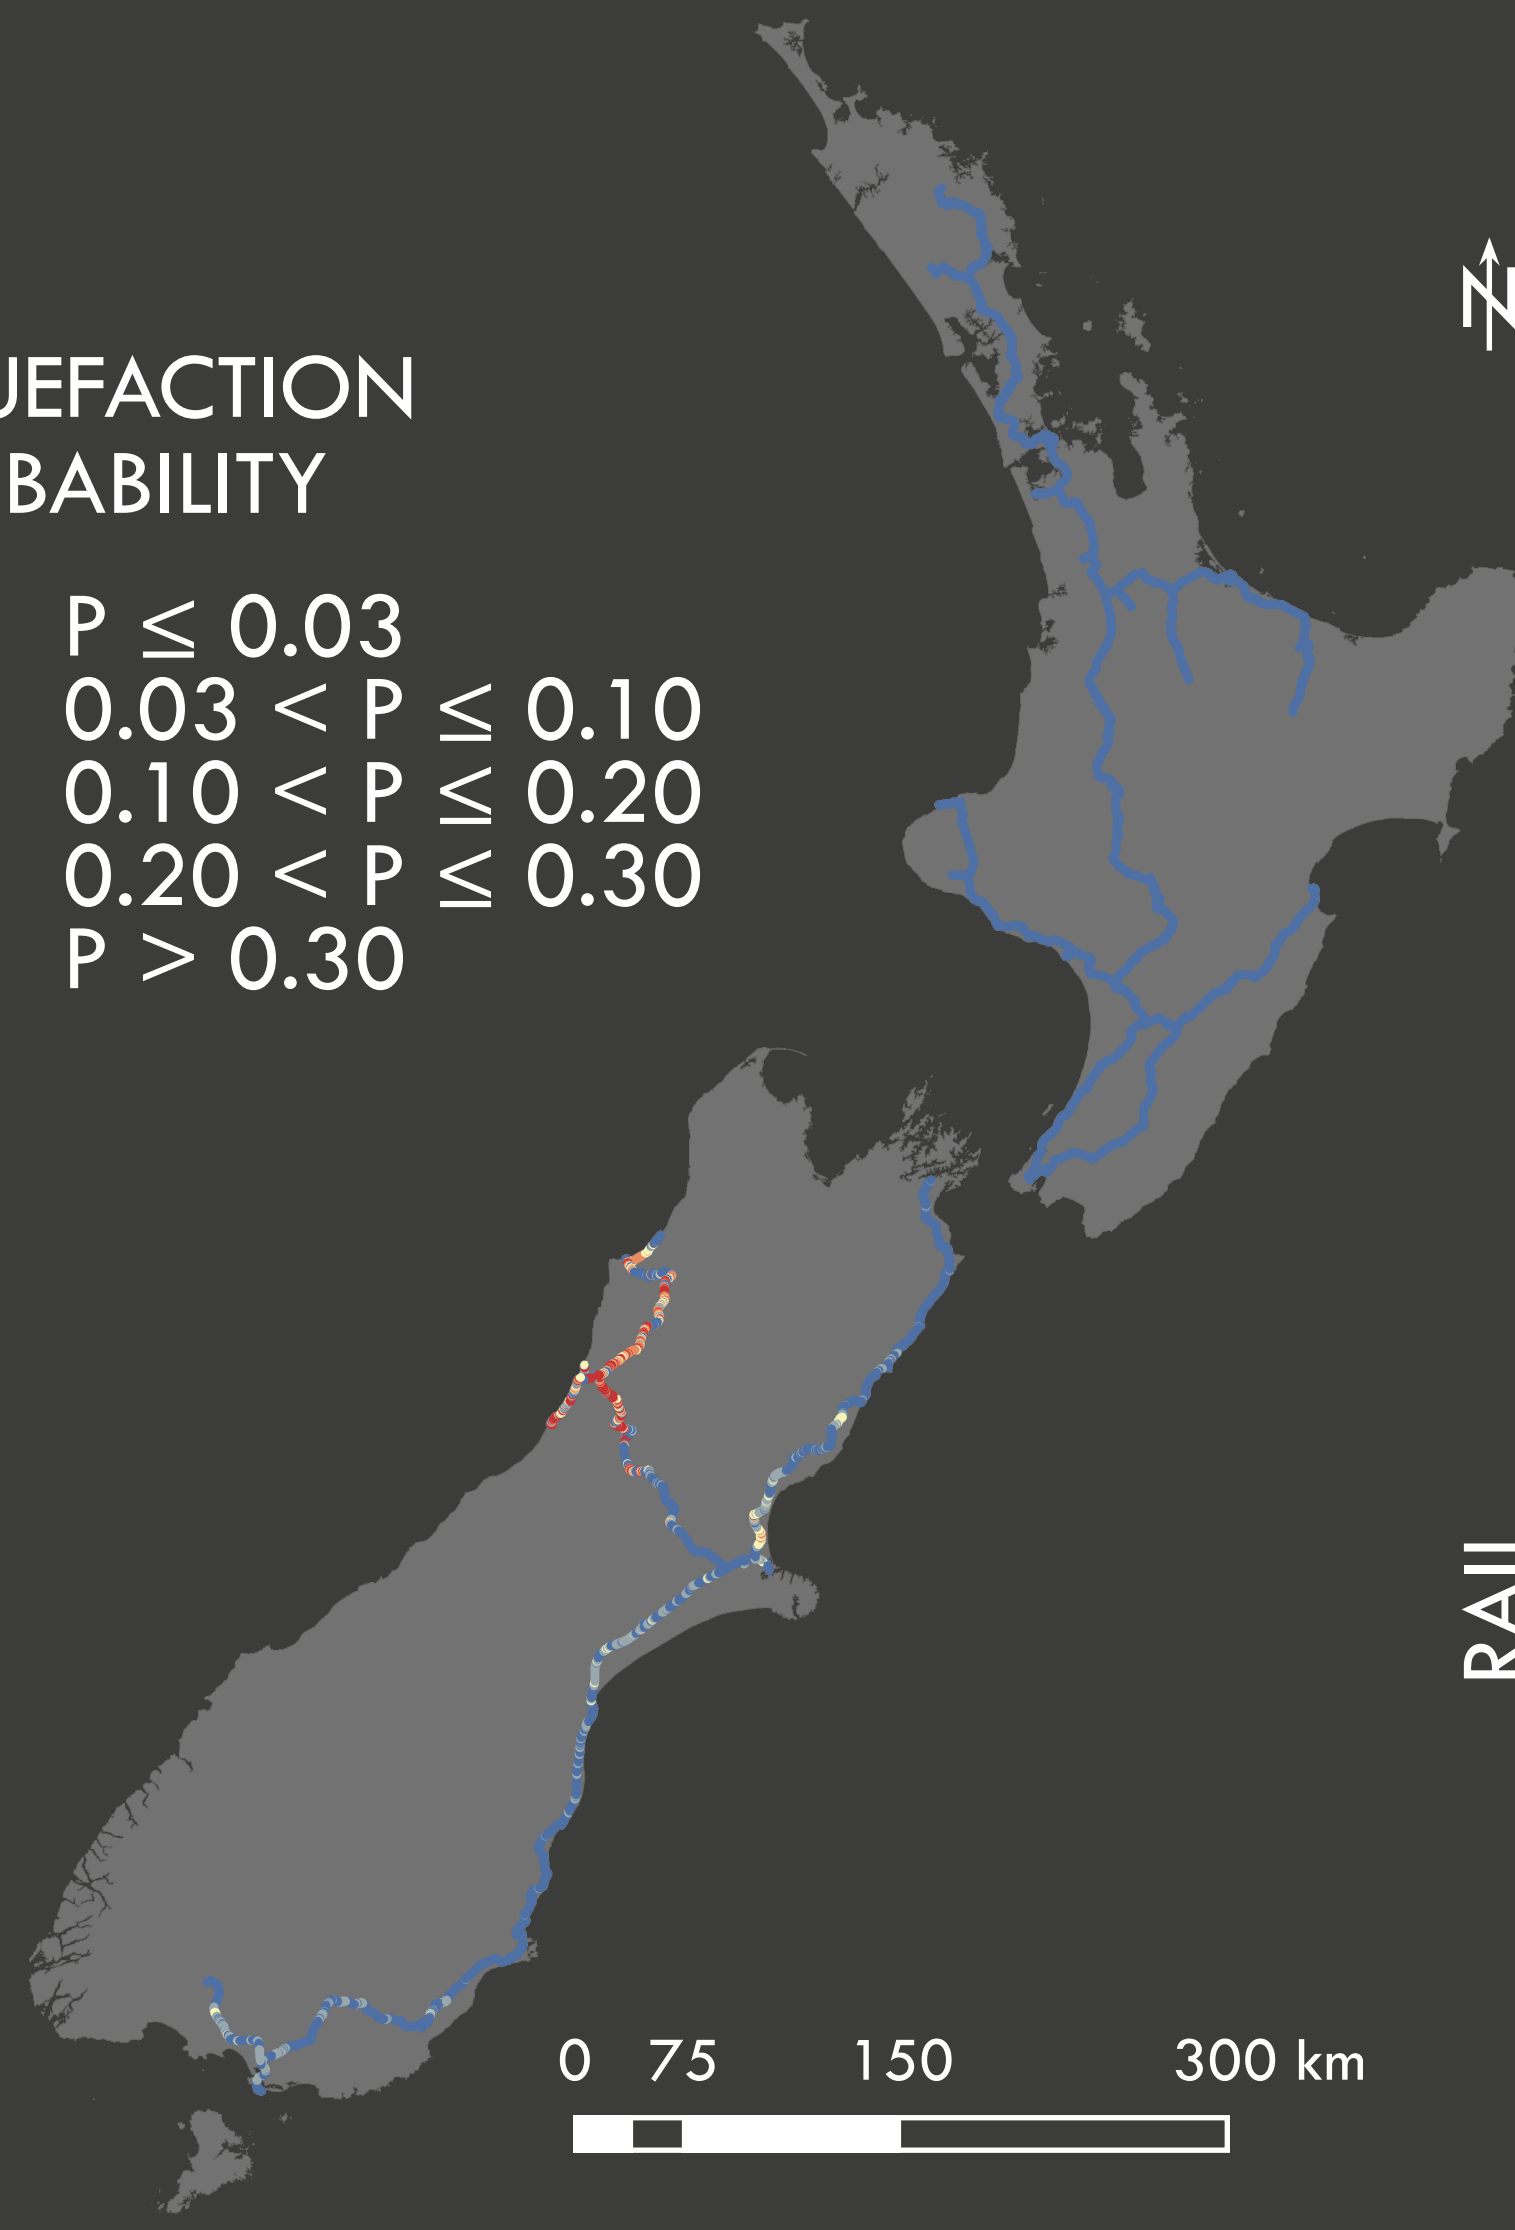 UEFACTION
BABILITY
P ≤ 0.03
0.03 < P ≤ 0.10
0.10 < P ≤ 0.20
0.20 < P ≤ 0.30
P > 0.30
N
RAIL
0 75 150 300 km